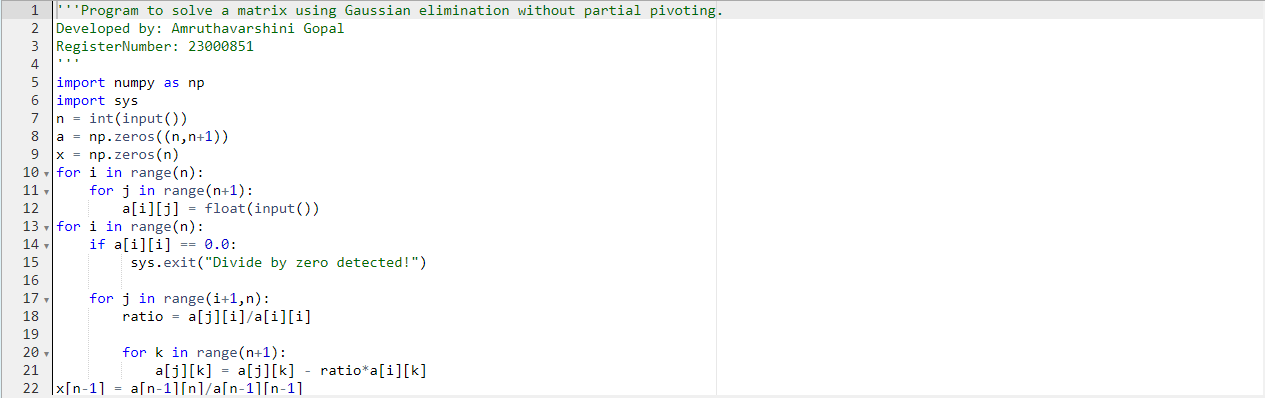 1 '''Program to solve a matrix using Gaussian elimination without partial pivoting.
2 Developed by: Amruthavarshini Gopal
3 RegisterNumber: 23000851
4 '''
5 import numpy as np
6 import sys
7 n = int(input())
8 a = np.zeros((n,n+1))
9 x = np.zeros(n)
10 for i in range(n):
11     for j in range(n+1):
12         a[i][j] = float(input())
13 for i in range(n):
14     if a[i][i] == 0.0:
15          sys.exit("Divide by zero detected!")
16
17     for j in range(i+1,n):
18         ratio = a[j][i]/a[i][i]
19
20         for k in range(n+1):
21             a[j][k] = a[j][k] - ratio*a[i][k]
22 x[n-1] = a[n-1][n]/a[n-1][n-1]